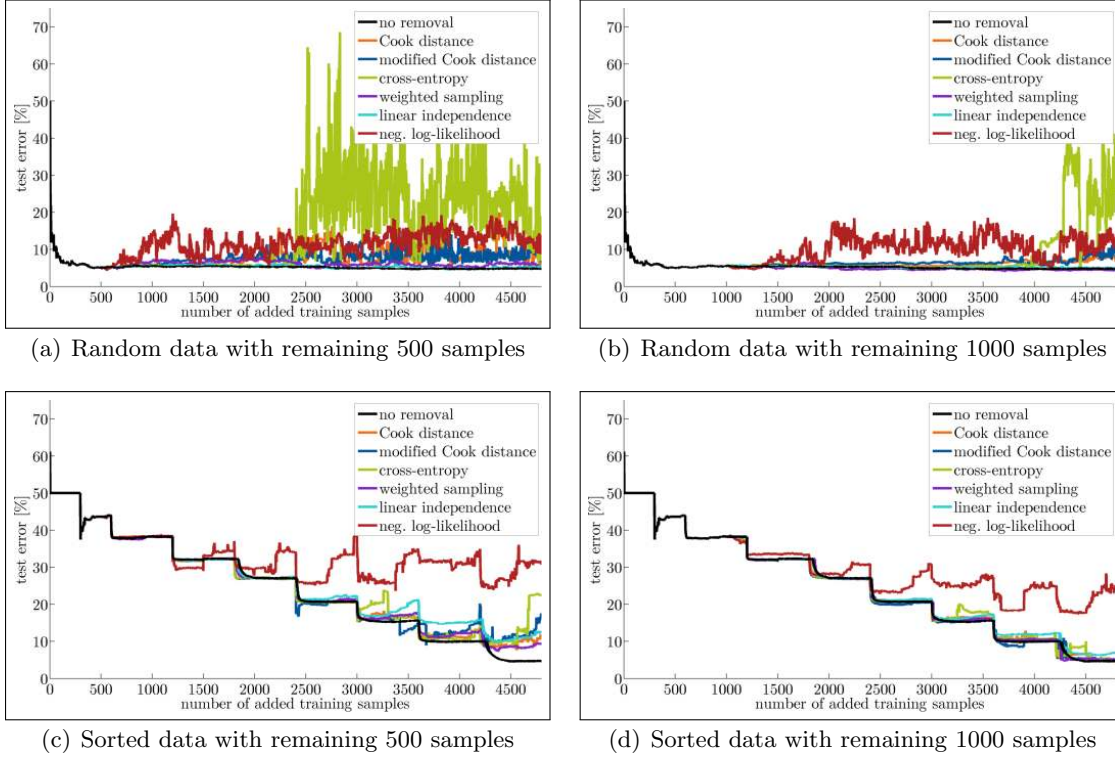 70
60
50
40
30
20
10
0
test error [%]
no removal
Cook distance
modified Cook distance
cross-entropy
weighted sampling
linear independence
neg. log-likelihood
0 500 1000 1500 2000 2500 3000 3500 4000 4500
number of added training samples
(a) Random data with remaining 500 samples
70
60
50
40
30
20
10
0
test error [%]
no removal
Cook distance
modified Cook distance
cross-entropy
weighted sampling
linear independence
neg. log-likelihood
0 500 1000 1500 2000 2500 3000 3500 4000 4500
number of added training samples
(b) Random data with remaining 1000 samples
70
60
50
40
30
20
10
0
test error [%]
no removal
Cook distance
modified Cook distance
cross-entropy
weighted sampling
linear independence
neg. log-likelihood
0 500 1000 1500 2000 2500 3000 3500 4000 4500
number of added training samples
(c) Sorted data with remaining 500 samples
70
60
50
40
30
20
10
0
test error [%]
no removal
Cook distance
modified Cook distance
cross-entropy
weighted sampling
linear independence
neg. log-likelihood
0 500 1000 1500 2000 2500 3000 3500 4000 4500
number of added training samples
(d) Sorted data with remaining 1000 samples